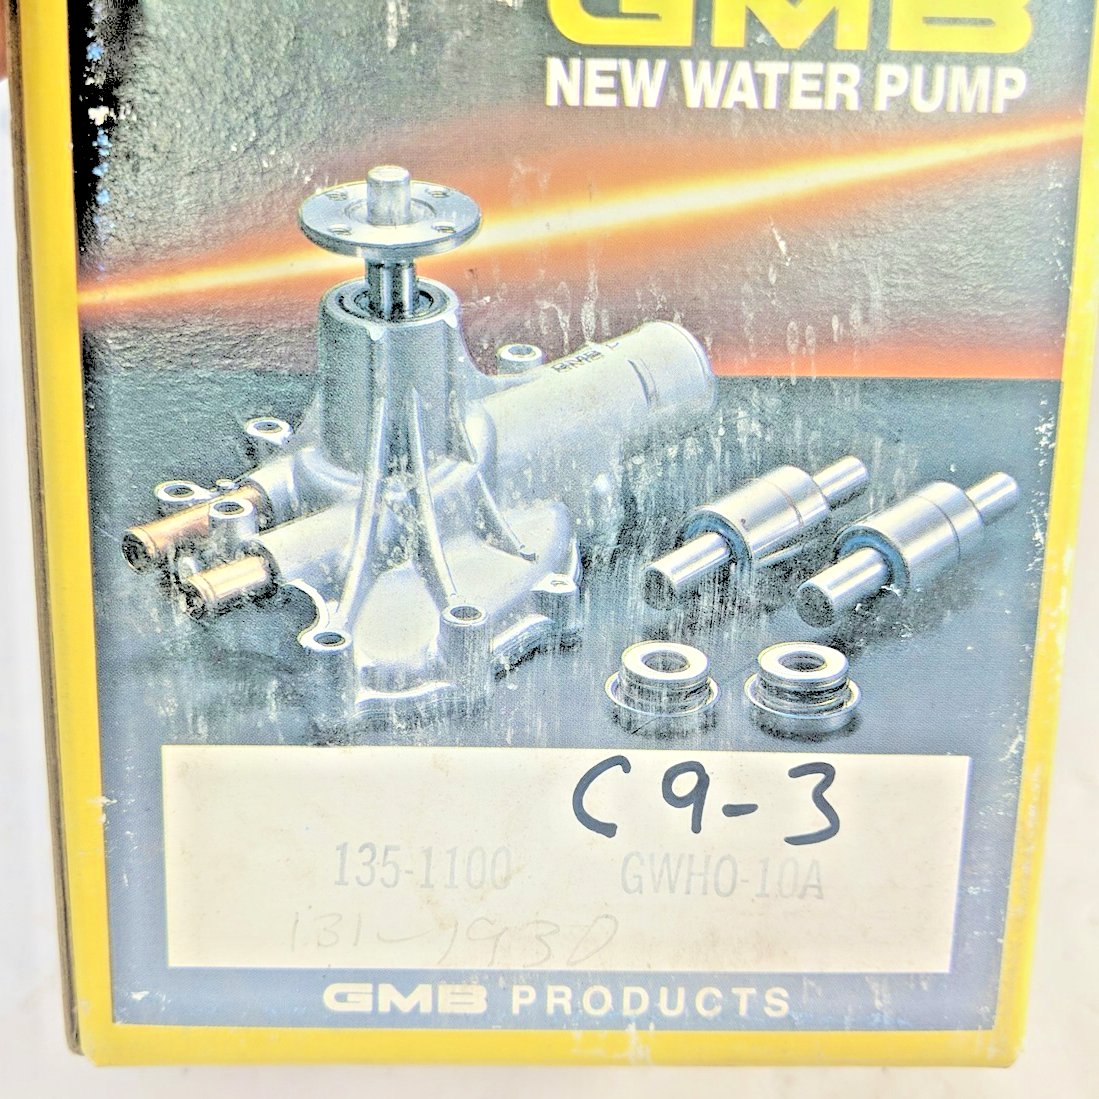 GMB
NEW WATER PUMP
C9-3
135-1100 GWHO-10A
131-1930
GMB PRODUCTS